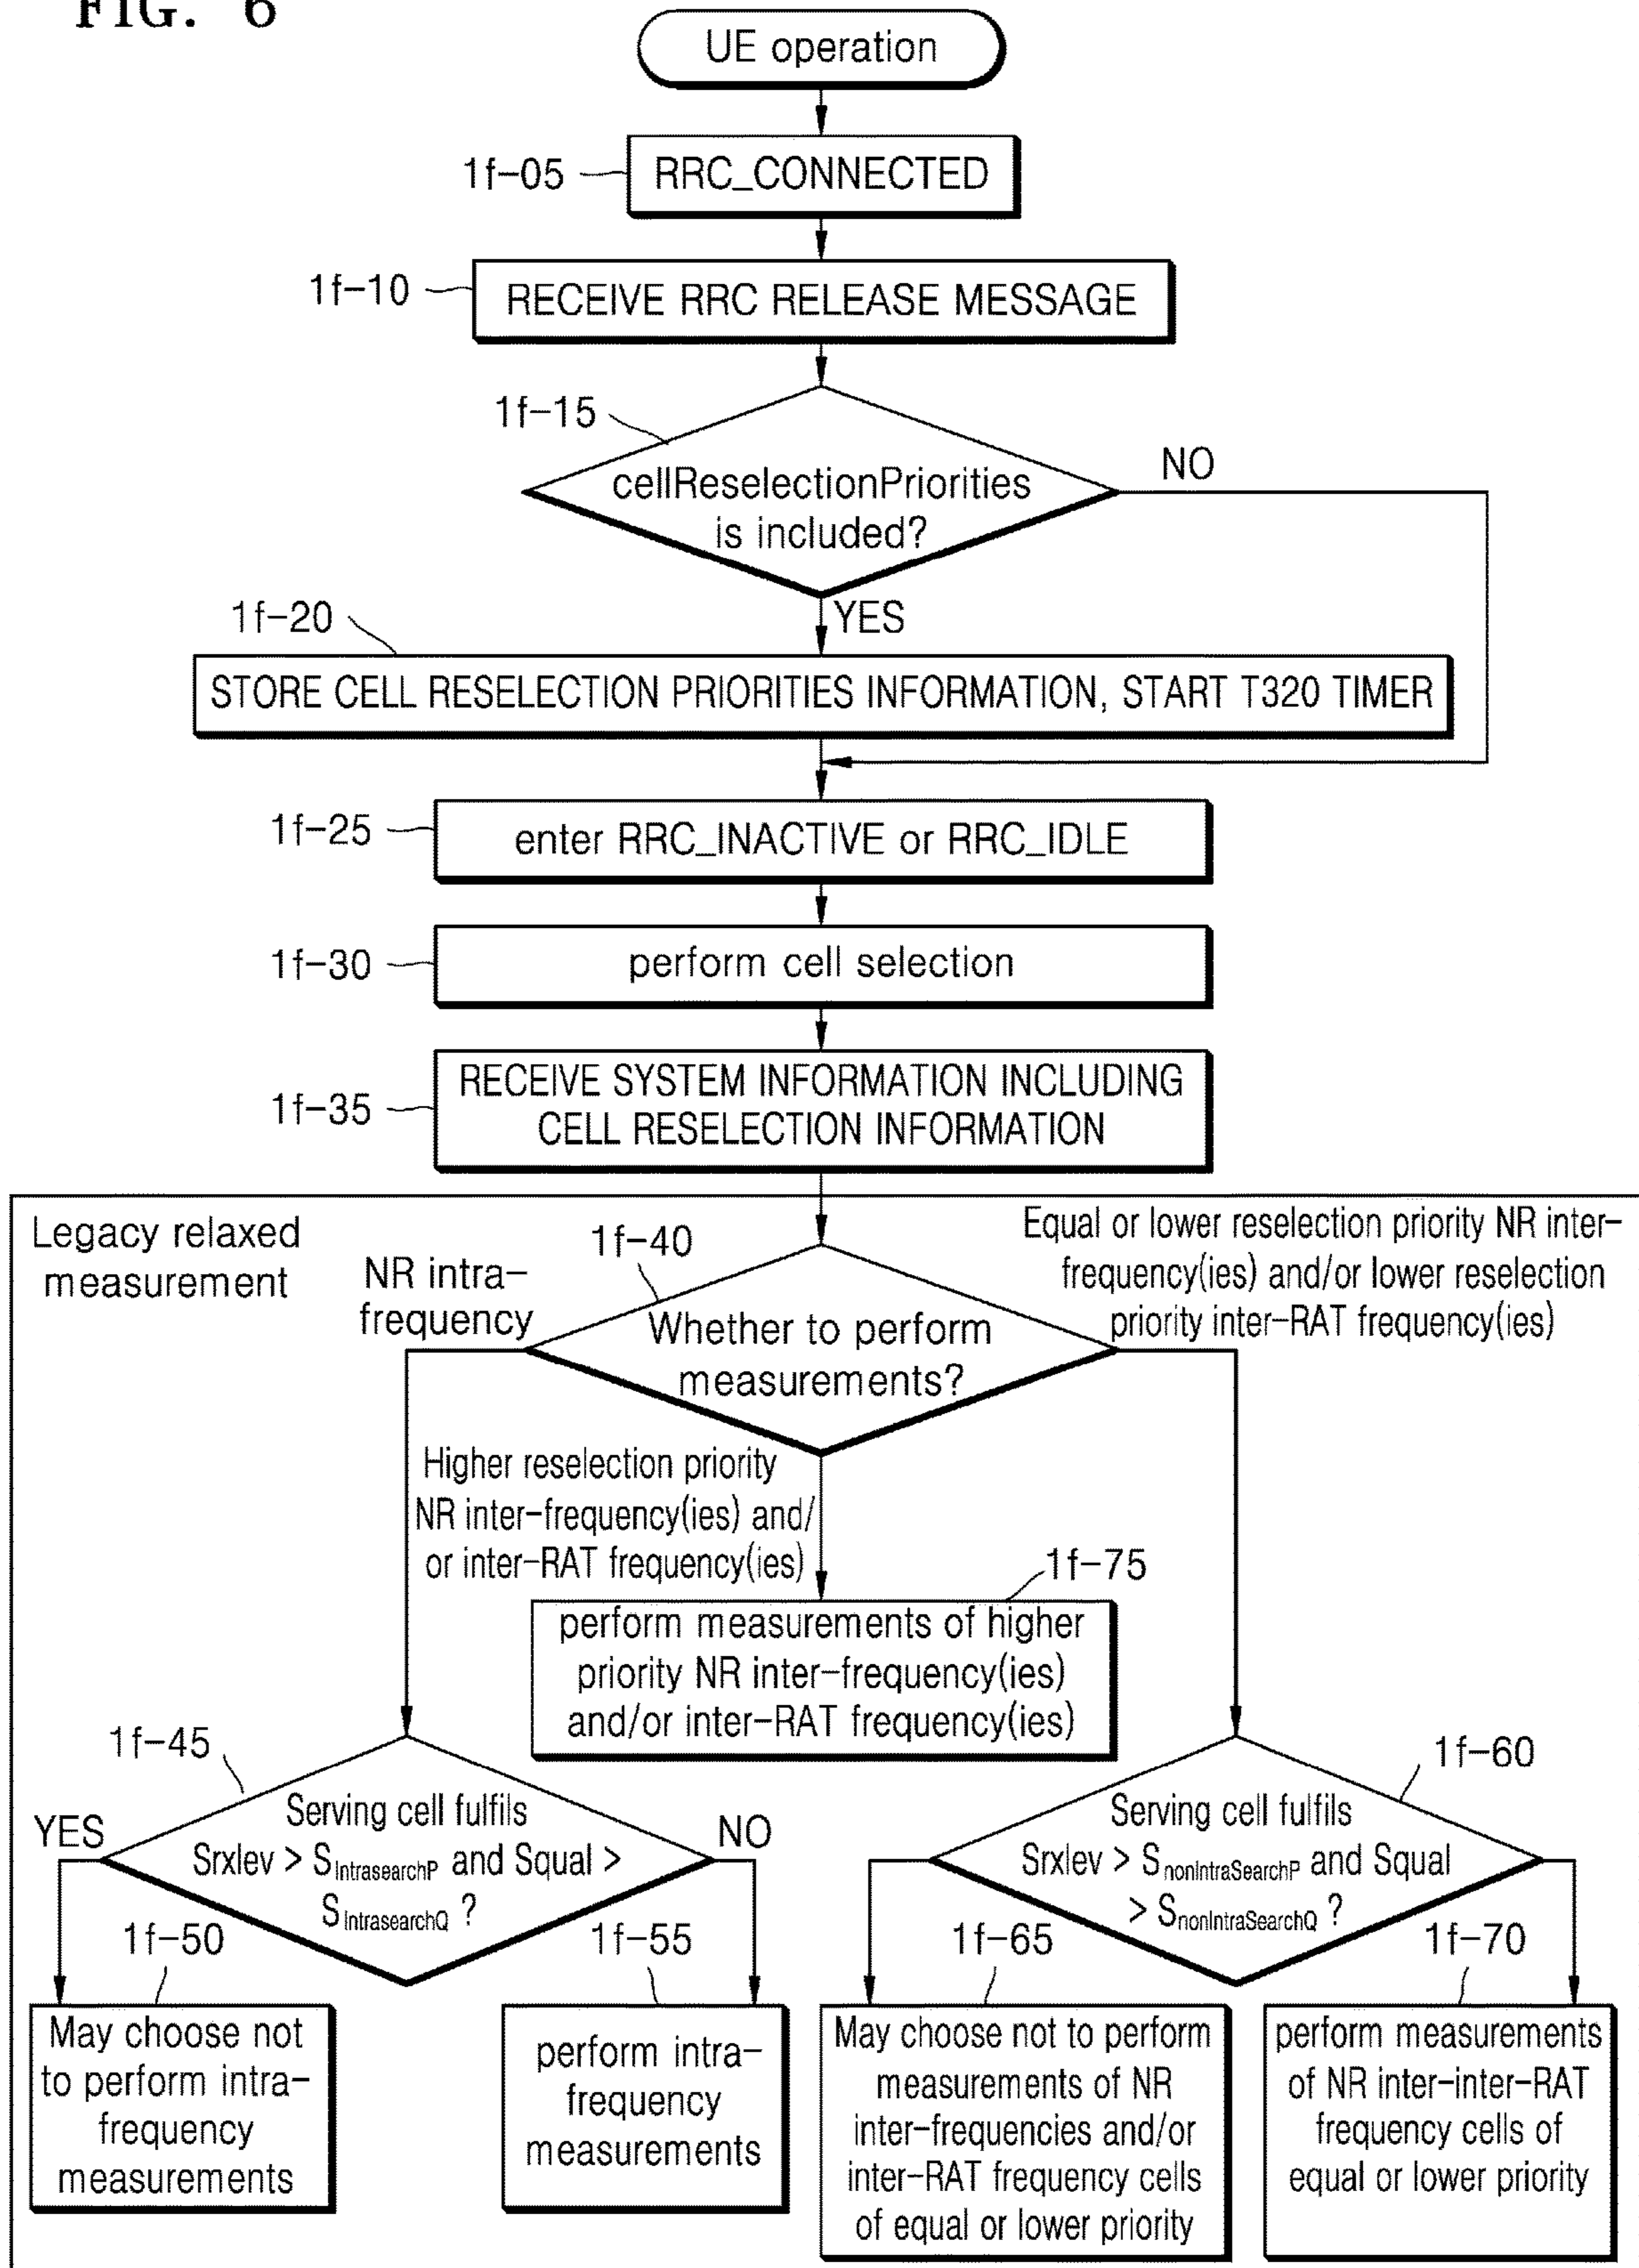 FIG. 6
UE operation
1f-05
RRC_CONNECTED
1f-10
RECEIVE RRC RELEASE MESSAGE
1f-15
cellReselectionPriorities
is included?
NO
YES
1f-20
STORE CELL RESELECTION PRIORITIES INFORMATION, START T320 TIMER
1f-25
enter RRC_INACTIVE or RRC_IDLE
1f-30
perform cell selection
1f-35
RECEIVE SYSTEM INFORMATION INCLUDING
CELL RESELECTION INFORMATION
Legacy relaxed
measurement
1f-40
NR intra-
frequency
Whether to perform
measurements?
Equal or lower reselection priority NR inter-
frequency(ies) and/or lower reselection
priority inter-RAT frequency(ies)
Higher reselection priority
NR inter-frequency(ies) and/
or inter-RAT frequency(ies)
1f-75
perform measurements of higher
priority NR inter-frequency(ies)
and/or inter-RAT frequency(ies)
1f-45
YES
Serving cell fulfils
Srxlev > SIntrasearchP and Squal >
SIntrasearchQ ?
NO
1f-60
Serving cell fulfils
Srxlev > SnonIntraSearchP and Squal
> SnonIntraSearchQ ?
1f-50
May choose not
to perform intra-
frequency
measurements
1f-55
perform intra-
frequency
measurements
1f-65
May choose not to perform
measurements of NR
inter-frequencies and/or
inter-RAT frequency cells
of equal or lower priority
1f-70
perform measurements
of NR inter-inter-RAT
frequency cells of
equal or lower priority